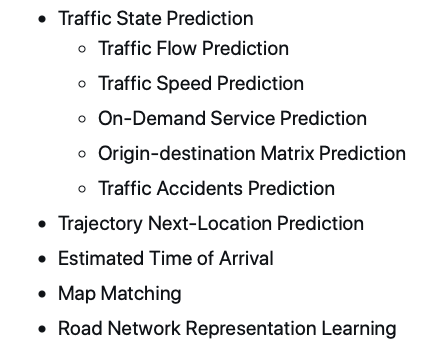 Traffic State Prediction
Traffic Flow Prediction
Traffic Speed Prediction
On-Demand Service Prediction
Origin-destination Matrix Prediction
Traffic Accidents Prediction
Trajectory Next-Location Prediction
Estimated Time of Arrival
Map Matching
Road Network Representation Learning